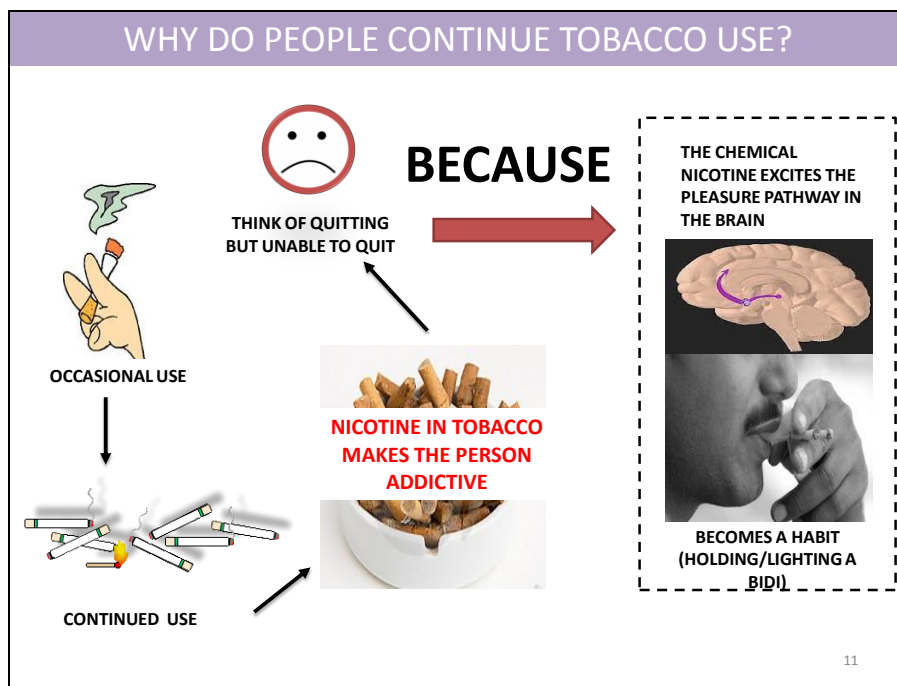 WHY DO PEOPLE CONTINUE TOBACCO USE?
OCCASIONAL USE
CONTINUED USE
NICOTINE IN TOBACCO
MAKES THE PERSON
ADDICTIVE
THINK OF QUITTING
BUT UNABLE TO QUIT
BECAUSE
THE CHEMICAL
NICOTINE EXCITES THE
PLEASURE PATHWAY IN
THE BRAIN
BECOMES A HABIT
(HOLDING/LIGHTING A
BIDI)
11